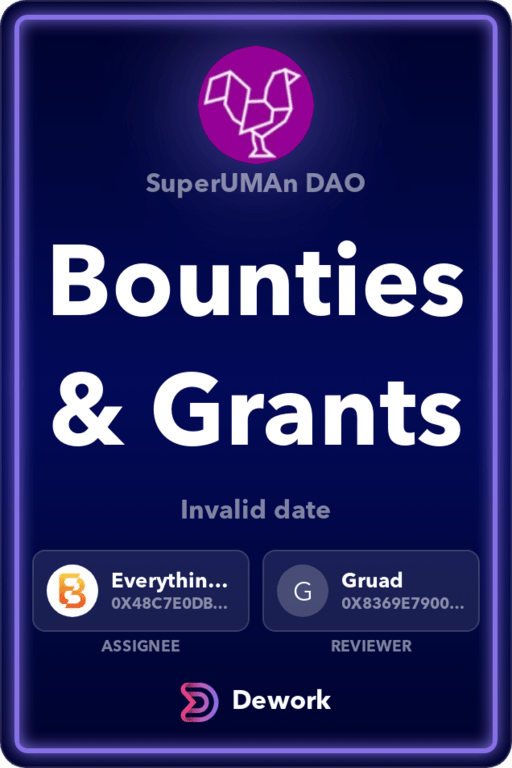 SuperUMAn DAO
Bounties
& Grants
Invalid date
Everythin...
0X48C7E0DB...
ASSIGNEE
G
Gruad
0X8369E7900...
REVIEWER
Dework